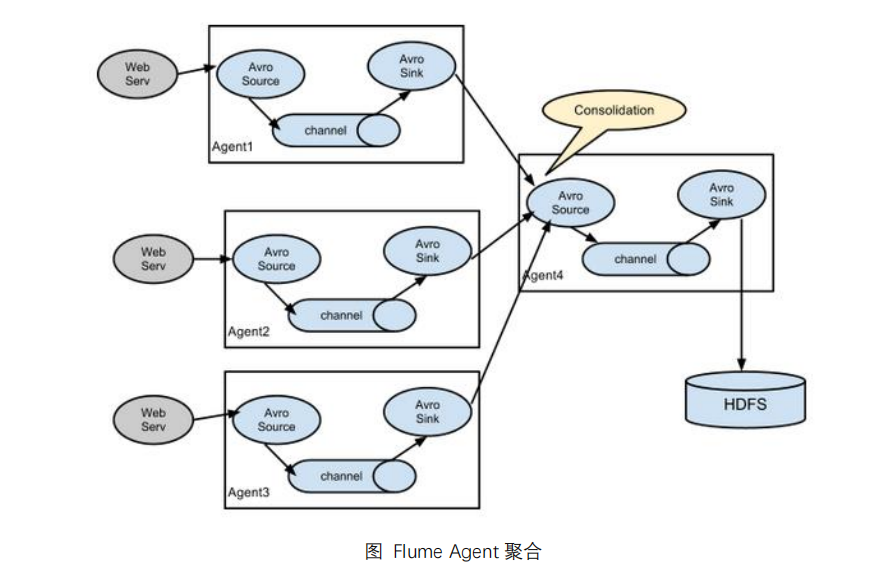 Web
Serv
Avro
Source
Avro
Sink
channel
Agent1
Web
Serv
Avro
Source
Avro
Sink
channel
Agent2
Web
Serv
Avro
Source
Avro
Sink
channel
Agent3
Consolidation
Avro
Source
Avro
Sink
channel
Agent4
HDFS
图 Flume Agent 聚合